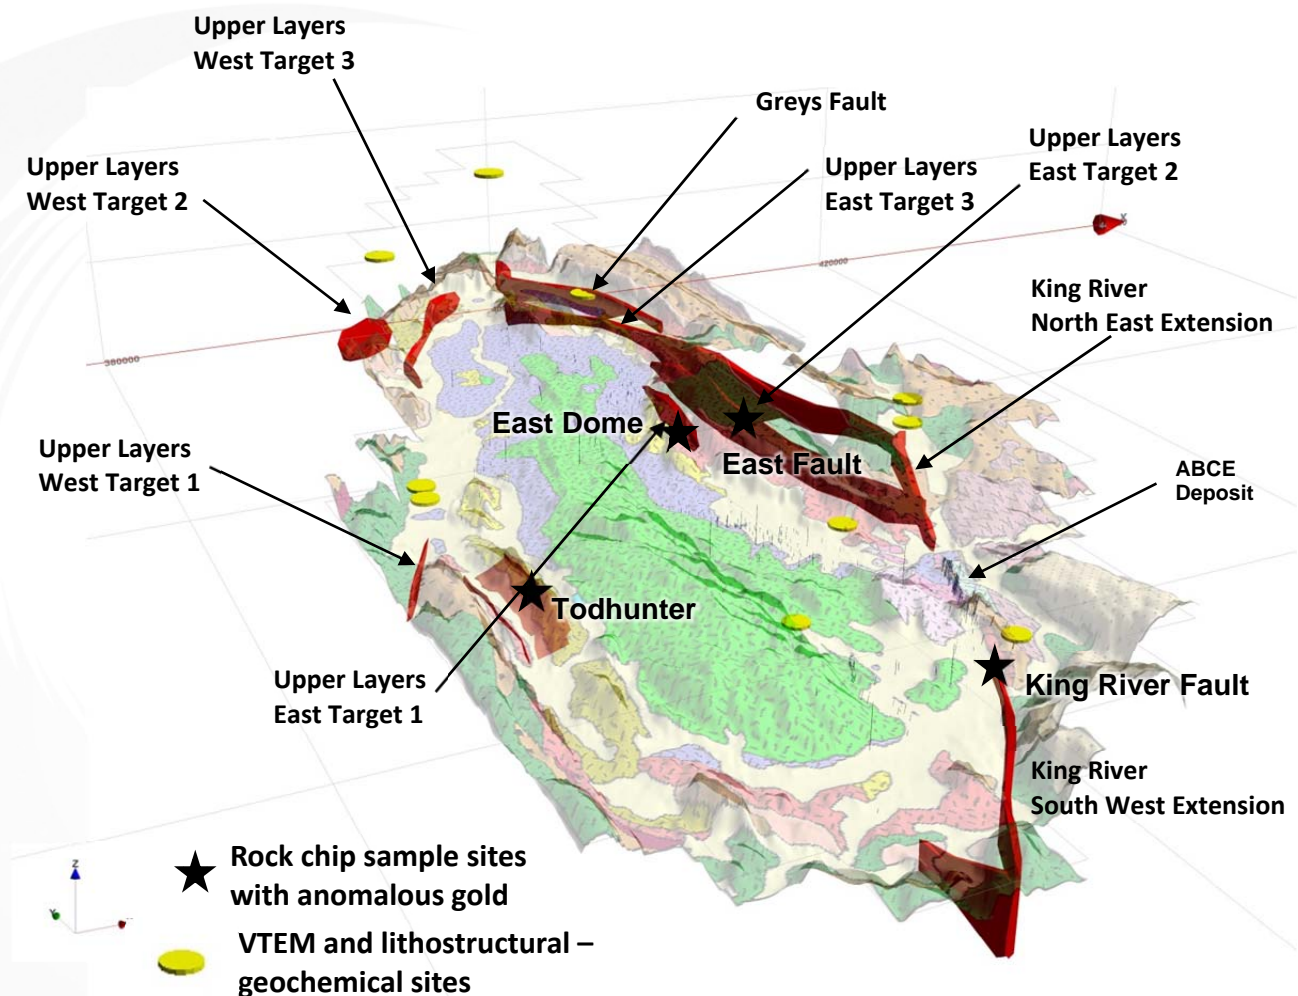 Upper Layers
West Target 3
Greys Fault
Upper Layers
East Target 2
Upper Layers
West Target 2
Upper Layers
East Target 3
X
420000
King River
North East Extension
380000
East Dome
East Fault
Upper Layers
West Target 1
ABCE
Deposit
Todhunter
Upper Layers
East Target 1
King River Fault
King River
South West Extension
Rock chip sample sites
with anomalous gold
Z
Y
VTEM and lithostructural –
geochemical sites